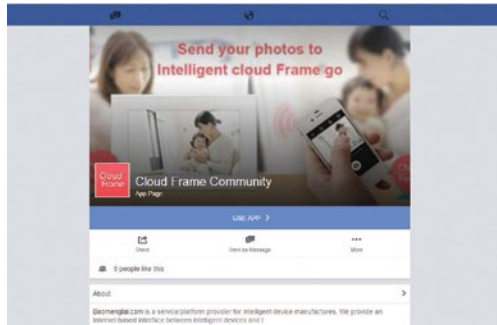 Send your photos to
Intelligent cloud Frame go
Cloud
Frame
Cloud Frame Community
App Page
USE APP >
Share
Send as Message
More
5 people like this
About
Baomenglai.com is a service/platform provider for intelligent device manufactures, We provide an
internet based interface between intelligent devices and t